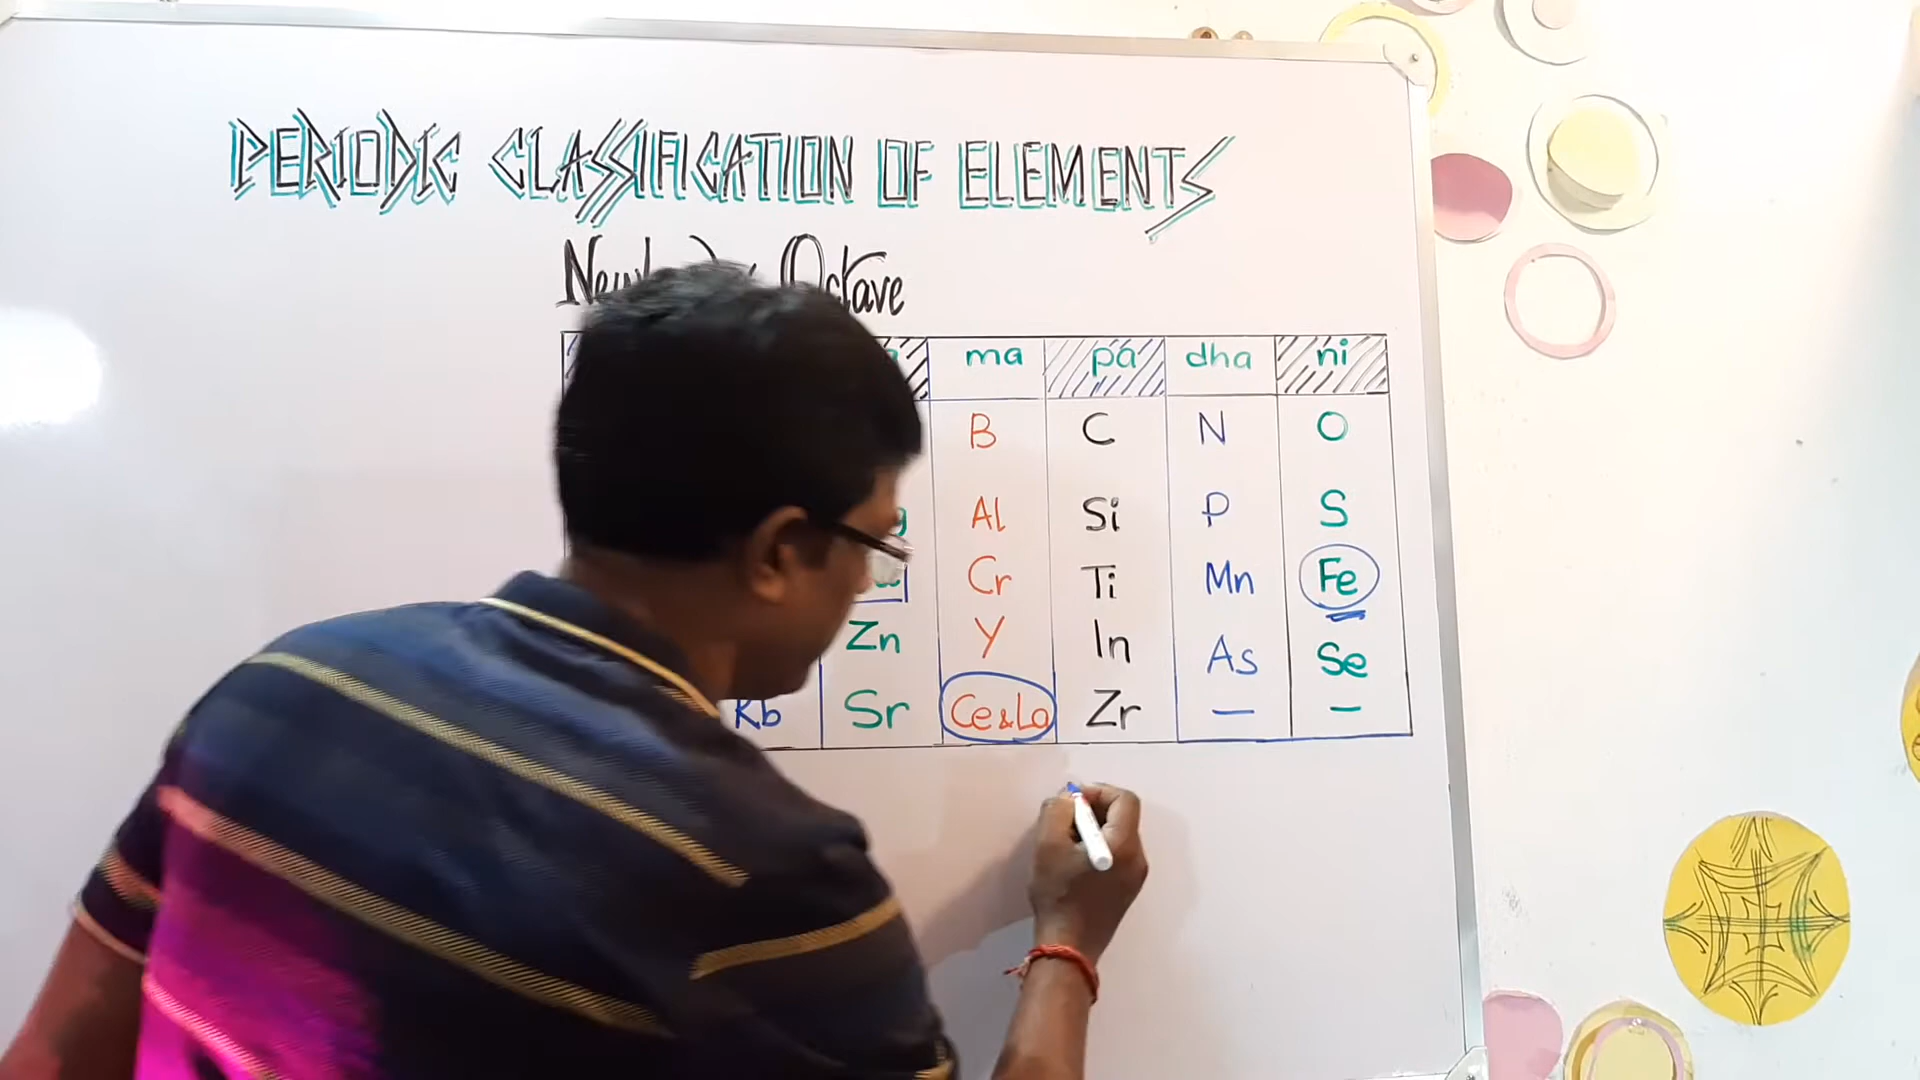 PERIODIC CLASSIFICATION OF ELEMENTS
Octave
ma pa dha ni
B C N O
Al Si P S
Cr Ti Mn Fe
Zn Y In As Se
Rb Sr Ce & La Zr — —